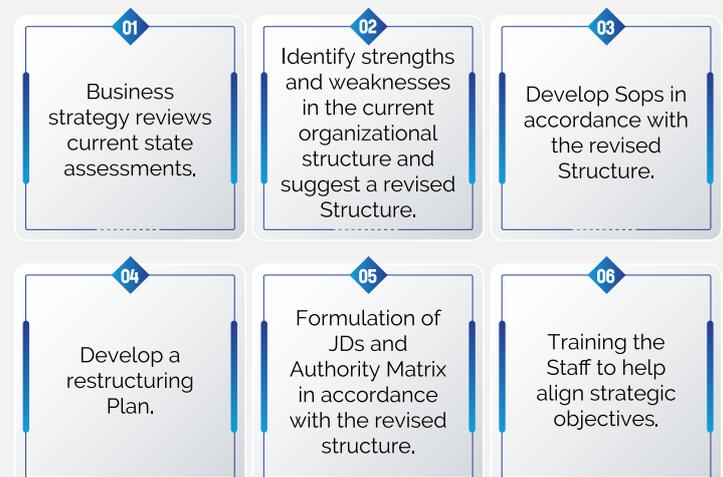 01
Business
strategy reviews
current state
assessments.
02
Identify strengths
and weaknesses
in the current
organizational
structure and
suggest a revised
Structure.
03
Develop Sops in
accordance with
the revised
Structure.
04
Develop a
restructuring
Plan.
05
Formulation of
JDs and
Authority Matrix
in accordance
with the revised
structure.
06
Training the
Staff to help
align strategic
objectives.